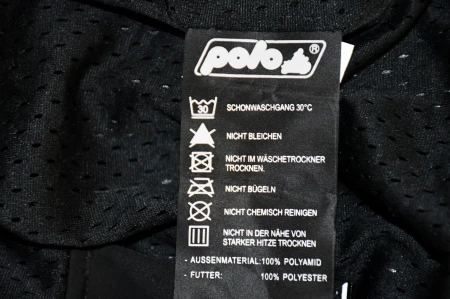 polo ®
30 SCHONWASCHGANG 30°C
NICHT BLEICHEN
NICHT IM WÄSCHETROCKNER
TROCKNEN.
NICHT BÜGELN
NICHT CHEMISCH REINIGEN
NICHT IN DER NÄHE VON
STARKER HITZE TROCKNEN
- AUSSENMATERIAL:100% POLYAMID
- FUTTER: 100% POLYESTER